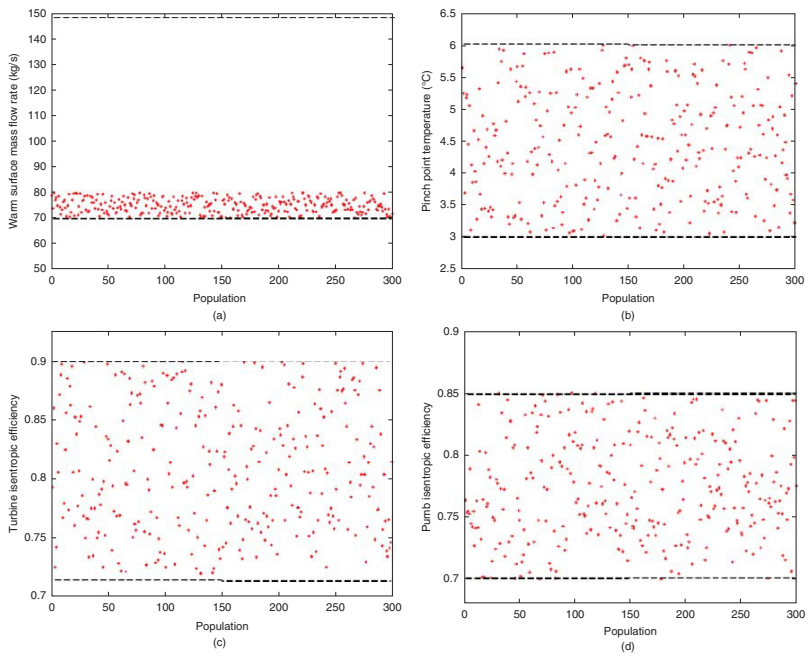 150
140
130
120
110
100
90
80
70
60
50
Warm surface mass flow rate (kg/s)
0 50 100 150 200 250 300
Population
(a)
6.5
6
5.5
5
4.5
4
3.5
3
2.5
Pinch point temperature (°C)
0 50 100 150 200 250 300
Population
(b)
0.9
0.85
0.8
0.75
0.7
Turbine isentropic efficiency
0 50 100 150 200 250 300
Population
(c)
0.9
0.85
0.8
0.75
0.7
Pumb isentropic efficiency
0 50 100 150 200 250 300
Population
(d)